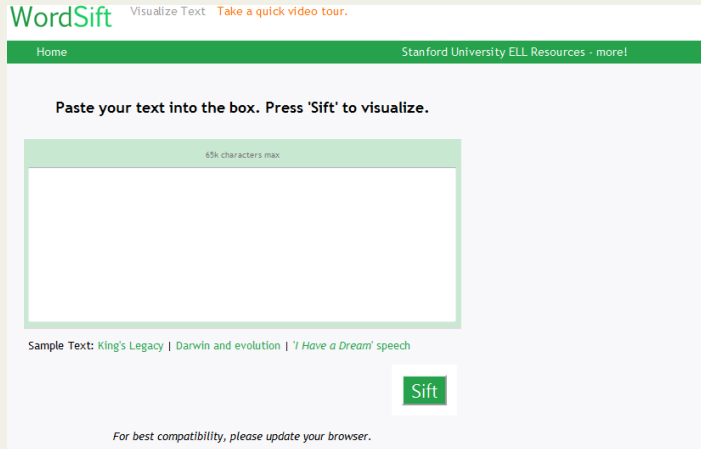 WordSift Visualize Text Take a quick video tour.
Home Stanford University ELL Resources - more!
Paste your text into the box. Press 'Sift' to visualize.
65k characters max
Sample Text: King's Legacy | Darwin and evolution | 'I Have a Dream' speech
Sift
For best compatibility, please update your browser.